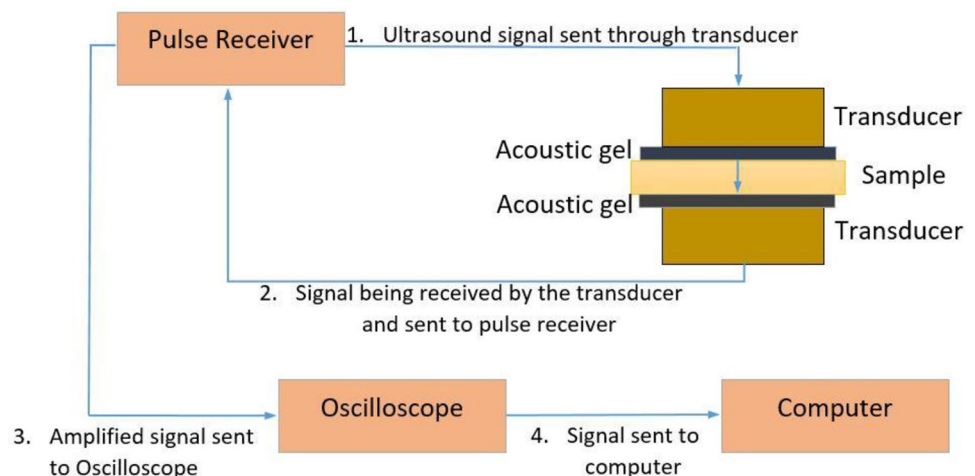 Pulse Receiver
1. Ultrasound signal sent through transducer
Transducer
Acoustic gel
Sample
Acoustic gel
Transducer
2. Signal being received by the transducer
and sent to pulse receiver
Oscilloscope
Computer
3. Amplified signal sent
to Oscilloscope
4. Signal sent to
computer